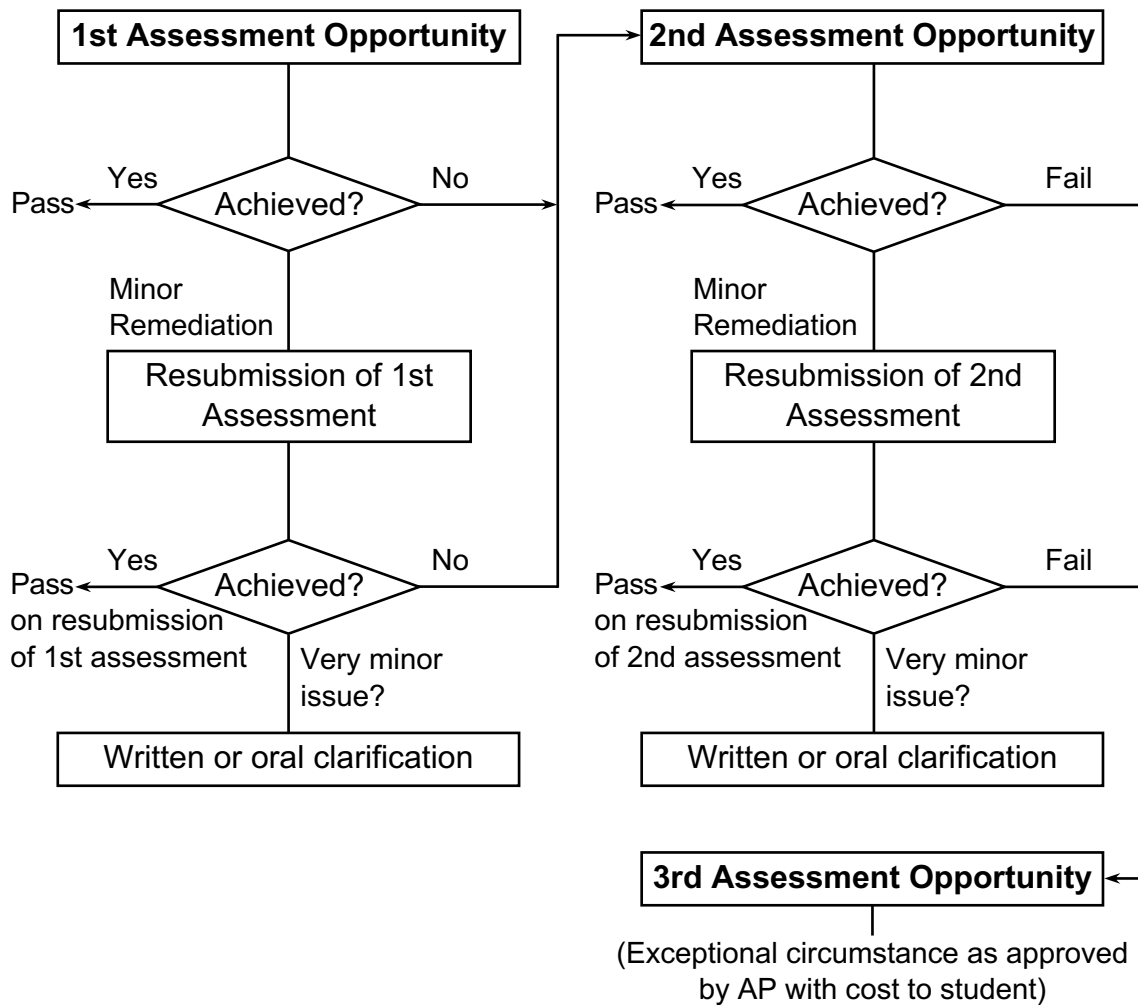 1st Assessment Opportunity
Yes
No
Pass
Achieved?
Minor
Remediation
Resubmission of 1st
Assessment
Yes
No
Pass
Achieved?
on resubmission
of 1st assessment
Very minor
issue?
Written or oral clarification
2nd Assessment Opportunity
Yes
Fail
Pass
Achieved?
Minor
Remediation
Resubmission of 2nd
Assessment
Yes
Fail
Pass
Achieved?
on resubmission
of 2nd assessment
Very minor
issue?
Written or oral clarification
3rd Assessment Opportunity
(Exceptional circumstance as approved
by AP with cost to student)